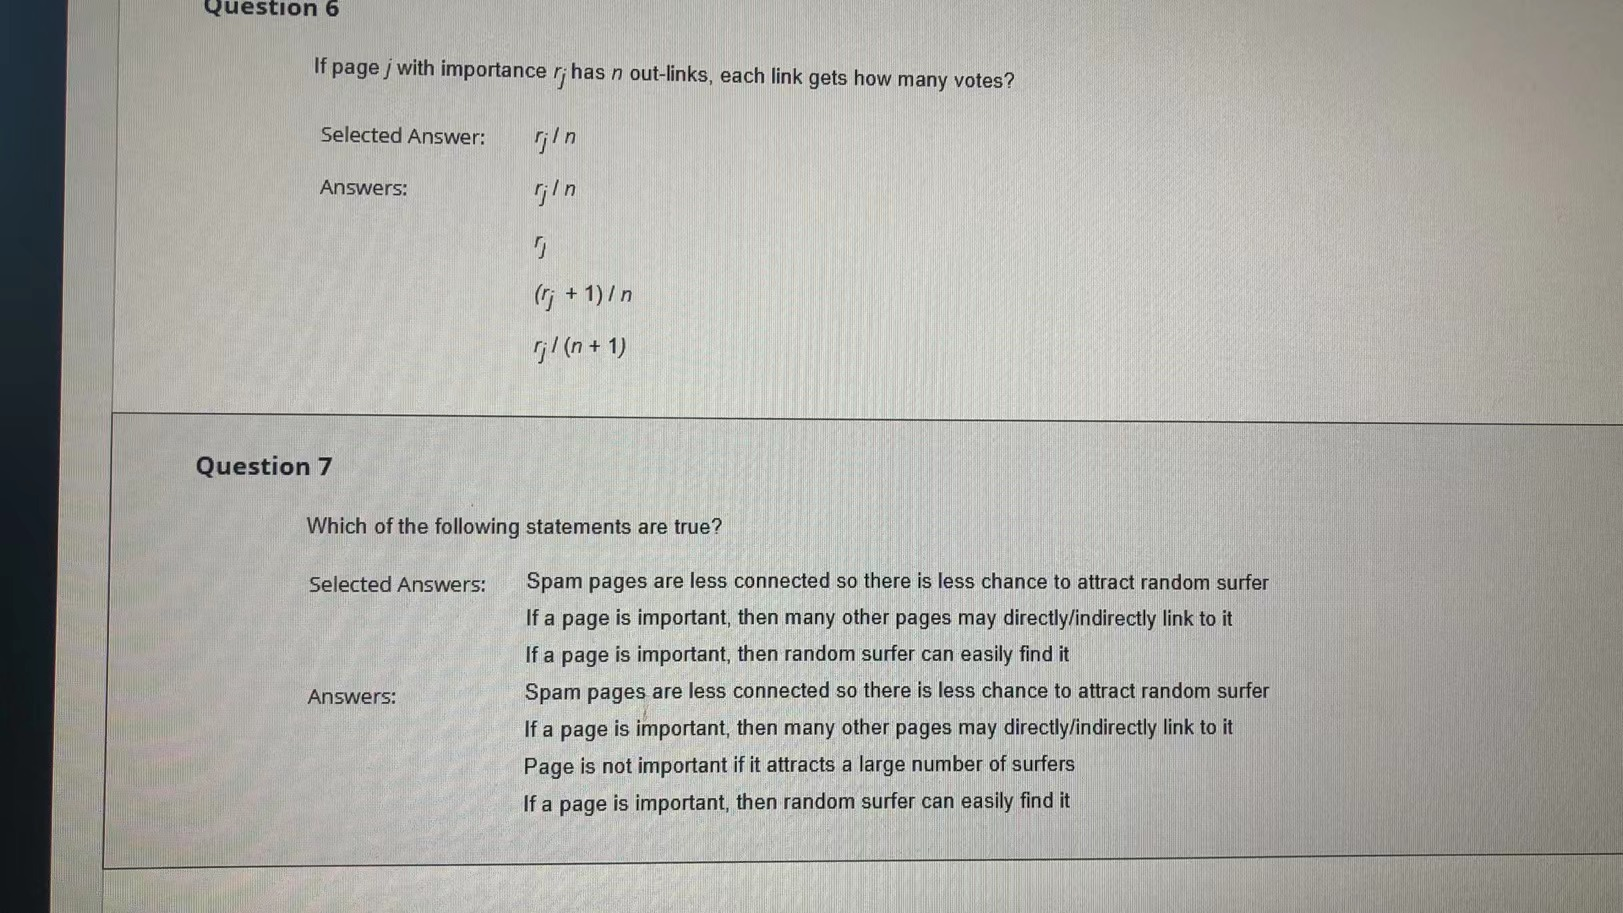 Question 6
If page j with importance rj has n out-links, each link gets how many votes?
Selected Answer: rj / n
Answers: rj / n
rj
(rj + 1) / n
rj / (n + 1)
Question 7
Which of the following statements are true?
Selected Answers: Spam pages are less connected so there is less chance to attract random surfer
If a page is important, then many other pages may directly/indirectly link to it
If a page is important, then random surfer can easily find it
Answers: Spam pages are less connected so there is less chance to attract random surfer
If a page is important, then many other pages may directly/indirectly link to it
Page is not important if it attracts a large number of surfers
If a page is important, then random surfer can easily find it